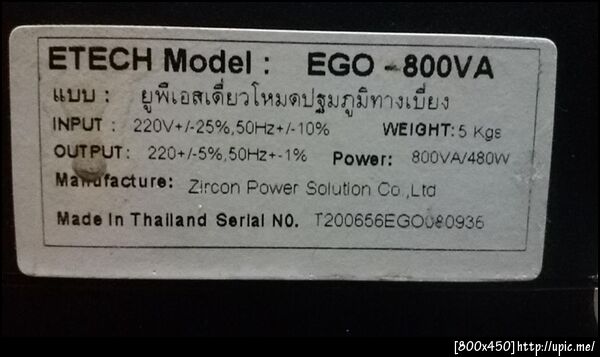 ETECH Model : EGO - 800VA
แบบ : ยูพีเอสเดี่ยวโหมดปฐมภูมิทางเบี่ยง
INPUT : 220V+/-25%,50Hz+/-10% WEIGHT: 5 Kgs
OUTPUT: 220+/-5%,50Hz+-1% Power: 800VA/480W
Manufacture: Zircon Power Solution Co.,Ltd
Made In Thailand Serial NO. T200656EGO080936
[800x450]http://upic.me/